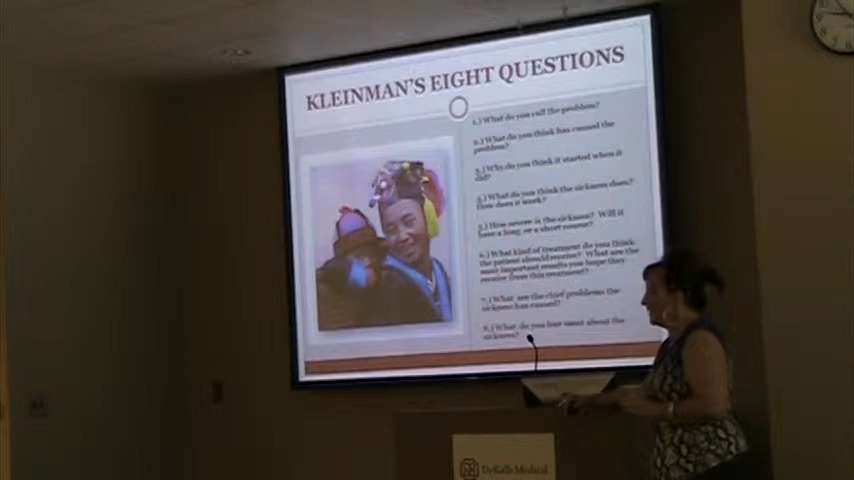 KLEINMAN'S EIGHT QUESTIONS
1.) What do you call the problem?
2.) What do you think has caused the
problem?
3.) Why do you think it started when it
did?
4.) What do you think the sickness does?
How does it work?
5.) How severe is the sickness? Will it
have a long or a short course?
6.) What kind of treatment do you think
the patient should receive? What are the
most important results you hope they
receive from this treatment?
7.) What are the chief problems the
sickness has caused?
8.) What do you fear most about the
sickness?
DeKalb Medical